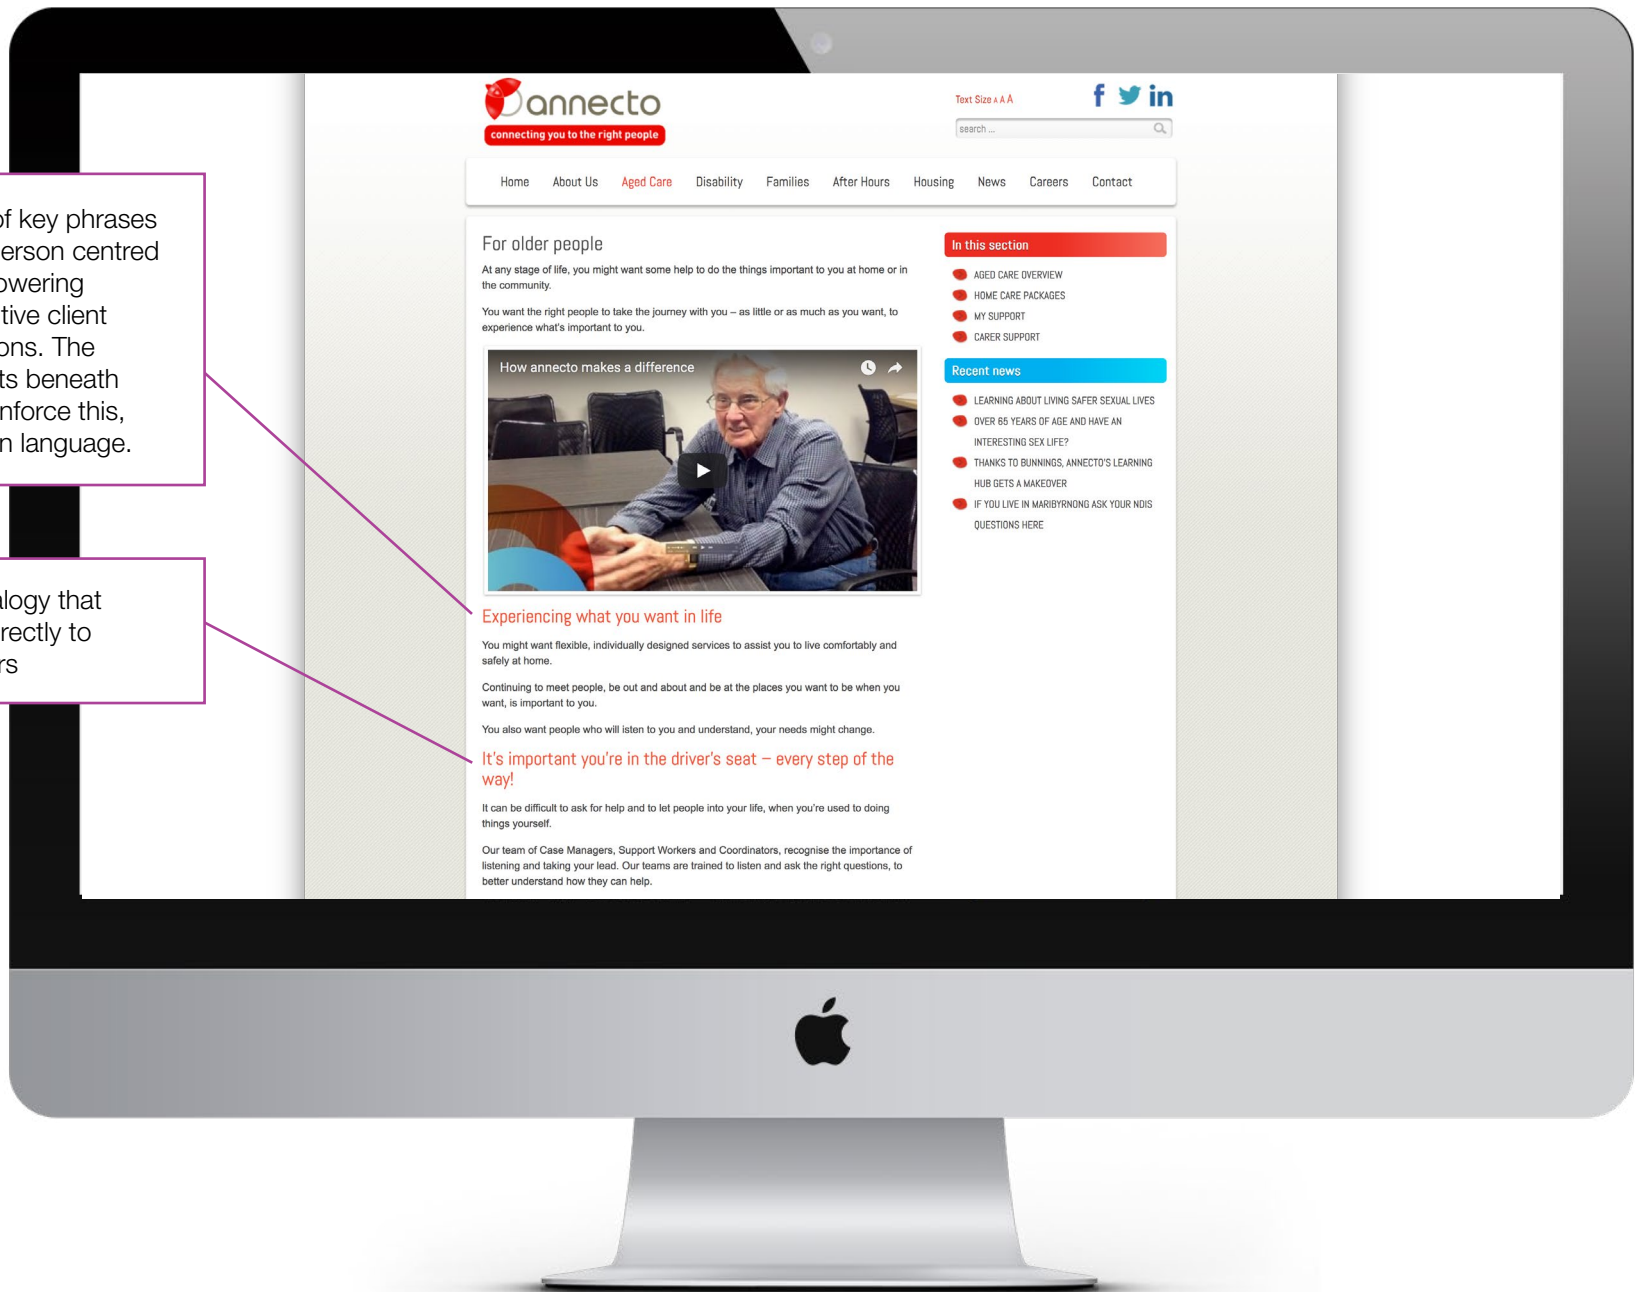 of key phrases
erson centred
owering
tive client
ons. The
ts beneath
nforce this,
n language.
alogy that
rectly to
rs
annecto
connecting you to the right people
Text Size A A A
f in
search ...
Home About Us Aged Care Disability Families After Hours Housing News Careers Contact
For older people
At any stage of life, you might want some help to do the things important to you at home or in
the community.
You want the right people to take the journey with you – as little or as much as you want, to
experience what's important to you.
How annecto makes a difference
Experiencing what you want in life
You might want flexible, individually designed services to assist you to live comfortably and
safely at home.
Continuing to meet people, be out and about and be at the places you want to be when you
want, is important to you.
You also want people who will listen to you and understand, your needs might change.
It's important you're in the driver's seat – every step of the
way!
It can be difficult to ask for help and to let people into your life, when you're used to doing
things yourself.
Our team of Case Managers, Support Workers and Coordinators, recognise the importance of
listening and taking your lead. Our teams are trained to listen and ask the right questions, to
better understand how they can help.
In this section
AGED CARE OVERVIEW
HOME CARE PACKAGES
MY SUPPORT
CARER SUPPORT
Recent news
LEARNING ABOUT LIVING SAFER SEXUAL LIVES
OVER 65 YEARS OF AGE AND HAVE AN
INTERESTING SEX LIFE?
THANKS TO BUNNINGS, ANNECTO'S LEARNING
HUB GETS A MAKEOVER
IF YOU LIVE IN MARIBYRNONG ASK YOUR NDIS
QUESTIONS HERE